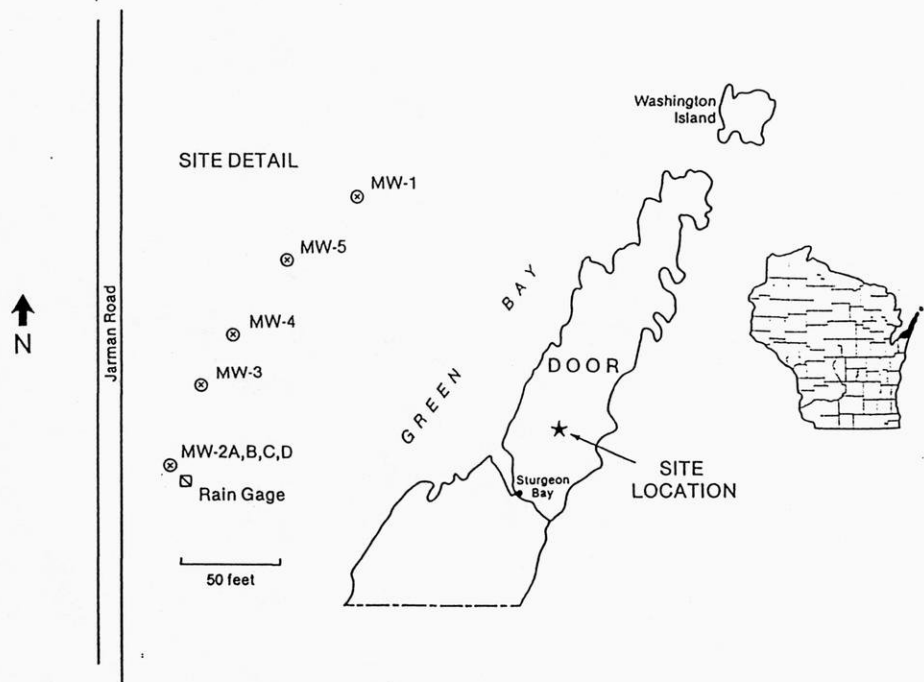 Washington
Island
SITE DETAIL
MW-1
MW-5
MW-4
MW-3
MW-2A,B,C,D
Rain Gage
50 feet
N
Jarman Road
GREEN BAY
DOOR
Sturgeon
Bay
SITE
LOCATION